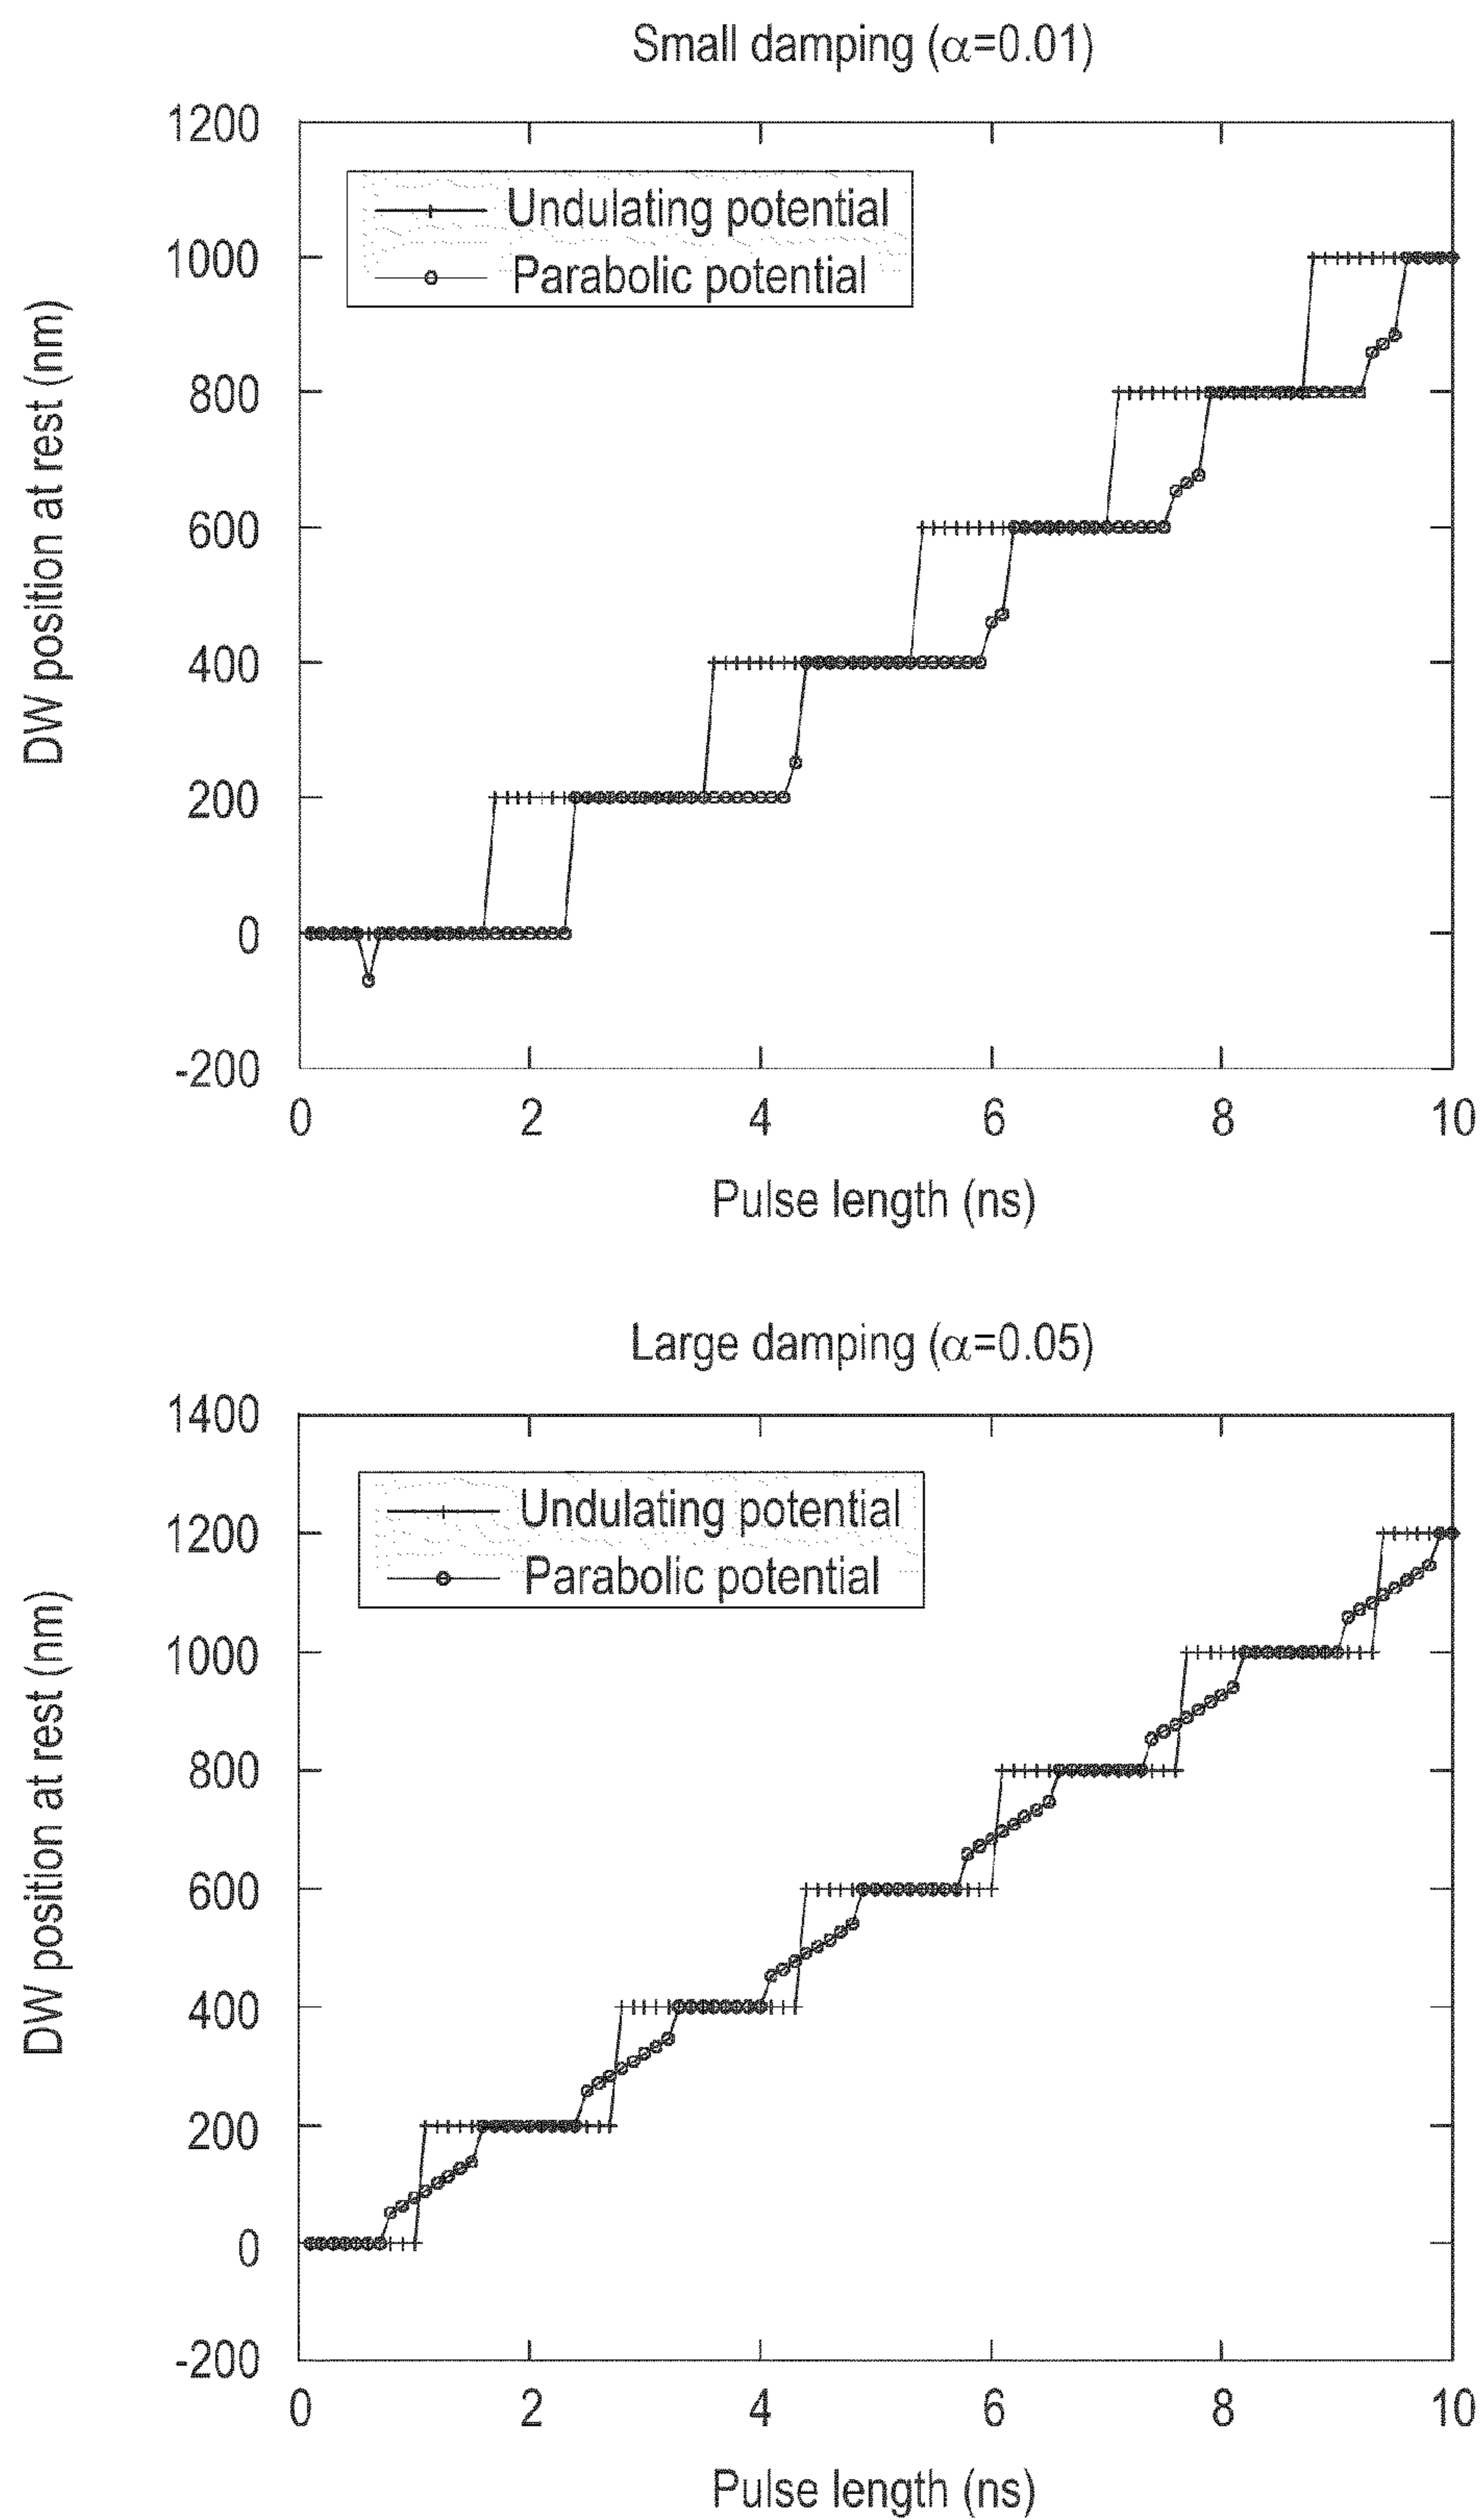 Small damping (α=0.01)
1200
1000
800
600
400
200
0
-200
Undulating potential
Parabolic potential
DW position at rest (nm)
0 2 4 6 8 10
Pulse length (ns)
Large damping (α=0.05)
1400
1200
1000
800
600
400
200
0
-200
Undulating potential
Parabolic potential
DW position at rest (nm)
0 2 4 6 8 10
Pulse length (ns)